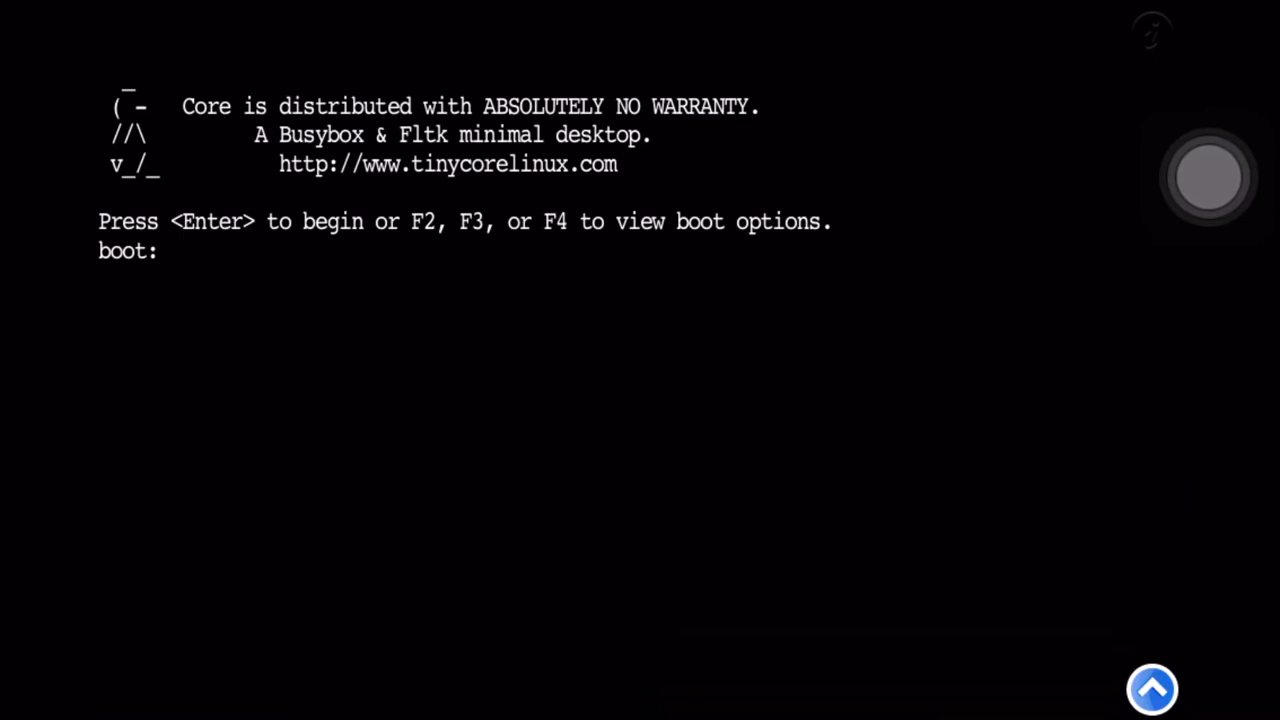 _
( -   Core is distributed with ABSOLUTELY NO WARRANTY.
//\         A Busybox & Fltk minimal desktop.
v_/_          http://www.tinycorelinux.com
Press <Enter> to begin or F2, F3, or F4 to view boot options.
boot: